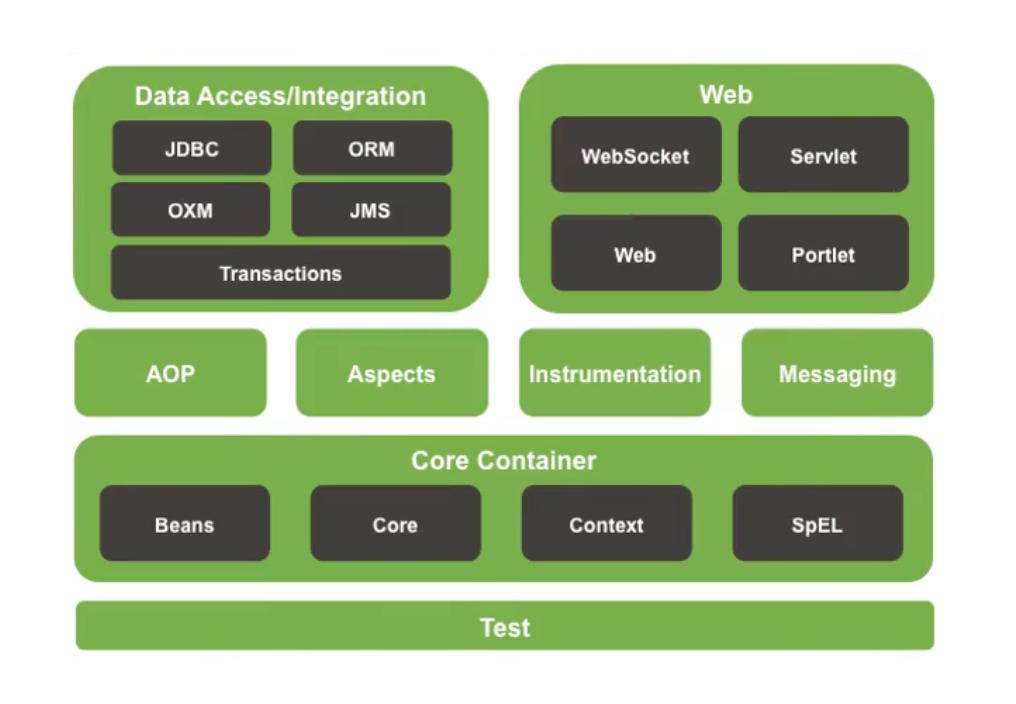 Data Access/Integration
JDBC
ORM
OXM
JMS
Transactions
Web
WebSocket
Servlet
Web
Portlet
AOP
Aspects
Instrumentation
Messaging
Core Container
Beans
Core
Context
SpEL
Test